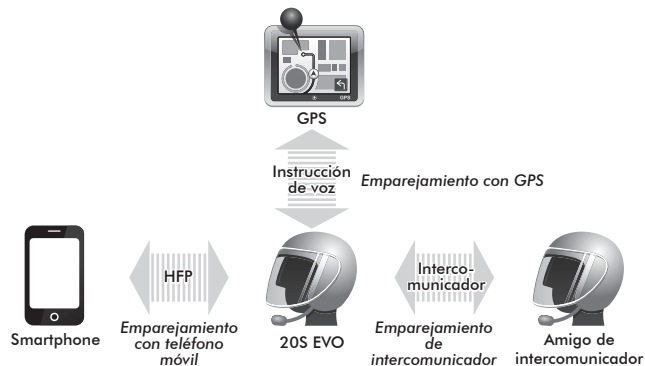 GPS
GPS
Instrucción
de voz
Emparejamiento con GPS
HFP
Interco-
municador
Smartphone
Emparejamiento
con teléfono
móvil
20S EVO
Emparejamiento
de
intercomunicador
Amigo de
intercomunicador